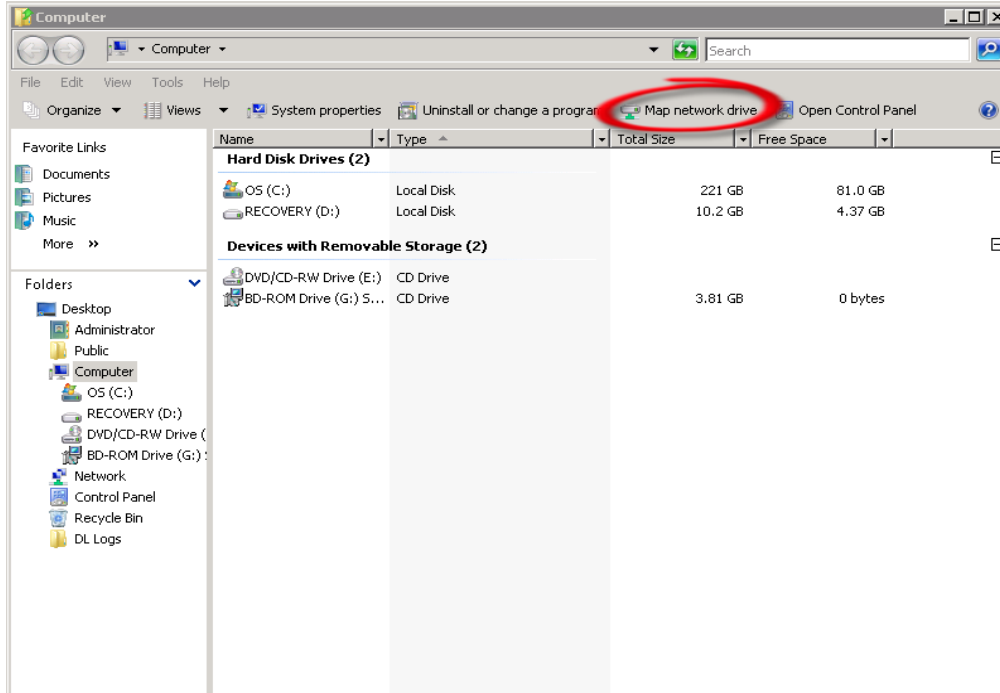 Computer
Computer
Search
File Edit View Tools Help
Organize Views System properties Uninstall or change a program Map network drive Open Control Panel
Favorite Links
Documents
Pictures
Music
More »
Folders
Desktop
Administrator
Public
Computer
OS (C:)
RECOVERY (D:)
DVD/CD-RW Drive (
BD-ROM Drive (G:) S
Network
Control Panel
Recycle Bin
DL Logs
Name Type Total Size Free Space
Hard Disk Drives (2)
OS (C:) Local Disk 221 GB 81.0 GB
RECOVERY (D:) Local Disk 10.2 GB 4.37 GB
Devices with Removable Storage (2)
DVD/CD-RW Drive (E:) CD Drive
BD-ROM Drive (G:) S... CD Drive 3.81 GB 0 bytes